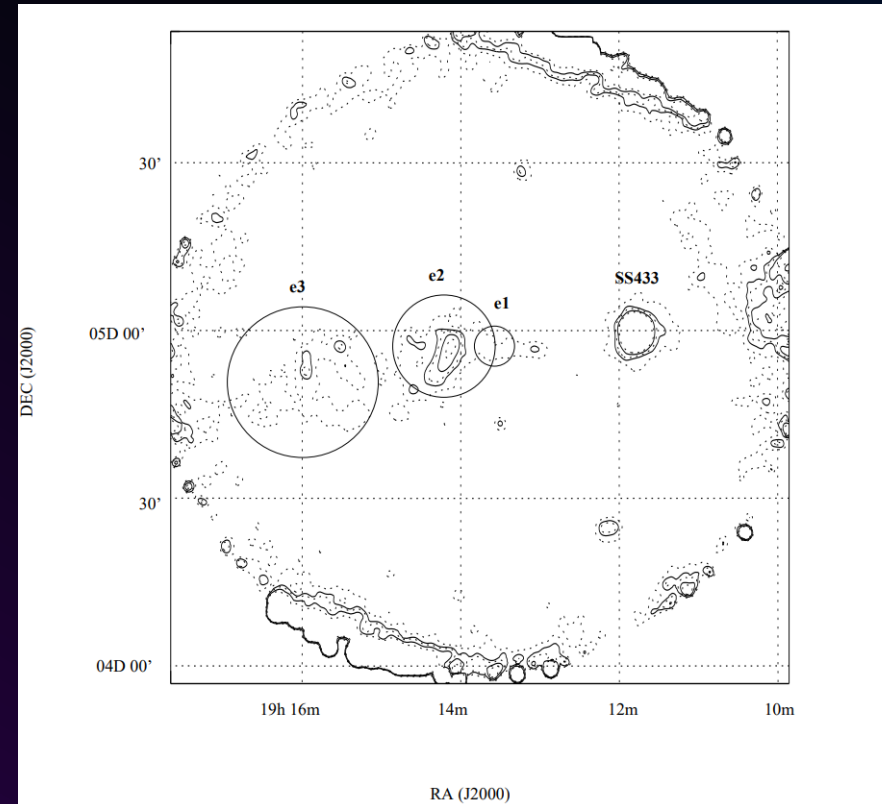 30'
SS433
e2
e3
e1
05D 00'
DEC (J2000)
30'
04D 00'
19h 16m
14m
12m
10m
RA (J2000)